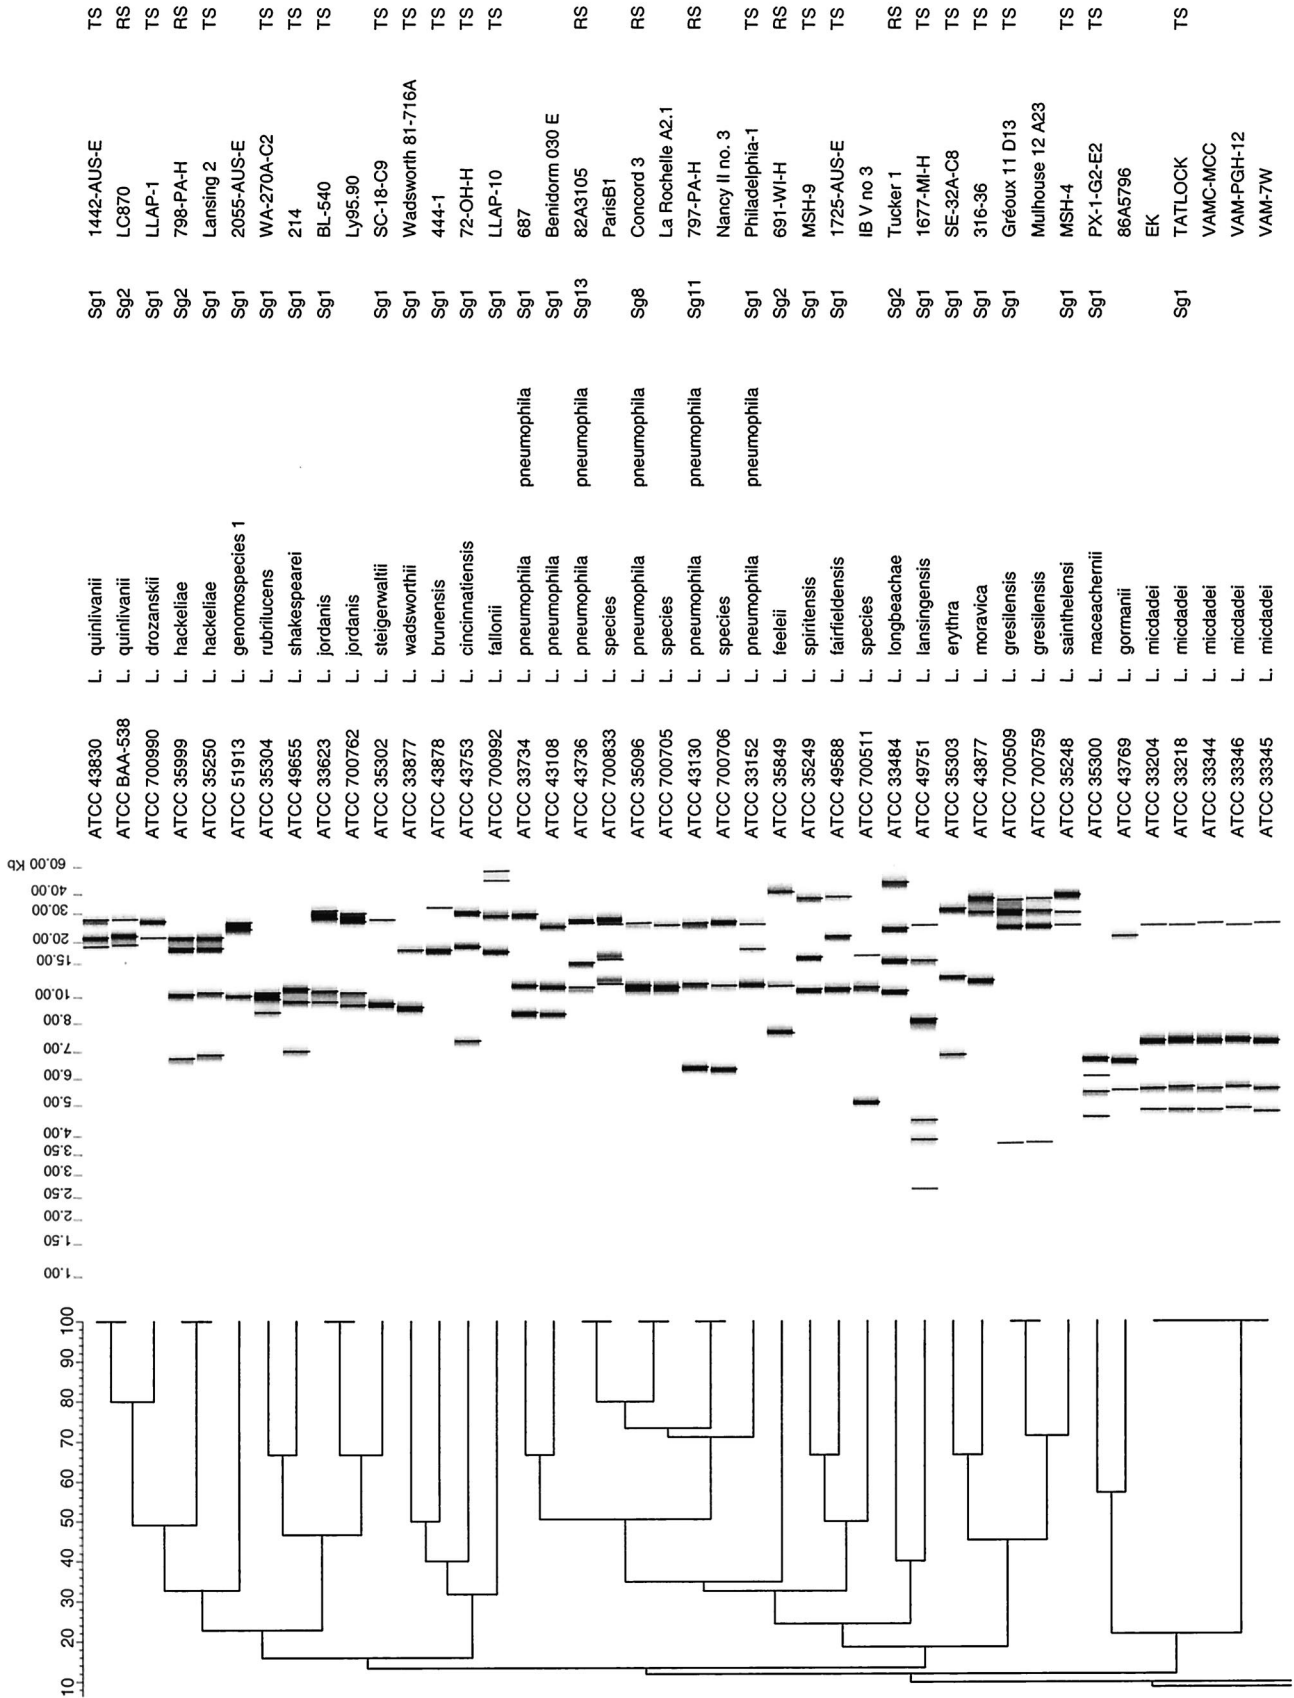 10 20 30 40 50 60 70 80 90 100
1.00 1.50 2.00 2.50 3.00 3.50 4.00 5.00 6.00 7.00 8.00 10.00 15.00 20.00 30.00 40.00 60.00 Kb
ATCC 43830 L. quinlivanii Sg1 1442-AUS-E TS
ATCC BAA-538 L. quinlivanii Sg2 LC870 RS
ATCC 700990 L. drozanskii Sg1 LLAP-1 TS
ATCC 35999 L. hackeliae Sg2 798-PA-H RS
ATCC 35250 L. hackeliae Sg1 Lansing 2 TS
ATCC 51913 L. genomospecies 1 Sg1 2055-AUS-E
ATCC 35304 L. rubrilucens Sg1 WA-270A-C2 TS
ATCC 49655 L. shakespearei Sg1 214 TS
ATCC 33623 L. jordanis Sg1 BL-540 TS
ATCC 700762 L. jordanis Ly95.90
ATCC 35302 L. steigerwaltii Sg1 SC-18-C9 TS
ATCC 33877 L. wadsworthii Sg1 Wadsworth 81-716A TS
ATCC 43878 L. brunensis Sg1 444-1 TS
ATCC 43753 L. cincinnatiensis Sg1 72-OH-H TS
ATCC 700992 L. fallonii Sg1 LLAP-10 TS
ATCC 33734 L. pneumophila pneumophila Sg1 687
ATCC 43108 L. pneumophila Sg1 Benidorm 030 E
ATCC 43736 L. pneumophila pneumophila Sg13 82A3105 RS
ATCC 700833 L. species ParisB1
ATCC 35096 L. pneumophila pneumophila Sg8 Concord 3 RS
ATCC 700705 L. species La Rochelle A2.1
ATCC 43130 L. pneumophila pneumophila Sg11 797-PA-H RS
ATCC 700706 L. species Nancy II no. 3
ATCC 33152 L. pneumophila pneumophila Sg1 Philadelphia-1 TS
ATCC 35849 L. feeleii Sg2 691-WI-H RS
ATCC 35249 L. spiritensis Sg1 MSH-9 TS
ATCC 49588 L. fairfieldensis Sg1 1725-AUS-E TS
ATCC 700511 L. species IB V no 3
ATCC 33484 L. longbeachae Sg2 Tucker 1 RS
ATCC 49751 L. lansingensis Sg1 1677-MI-H TS
ATCC 35303 L. erythra Sg1 SE-32A-C8 TS
ATCC 43877 L. moravica Sg1 316-36 TS
ATCC 700509 L. gresilensis Sg1 Gréoux 11 D13 TS
ATCC 700759 L. gresilensis Mulhouse 12 A23
ATCC 35248 L. sainthelensi Sg1 MSH-4 TS
ATCC 35300 L. maceachernii Sg1 PX-1-G2-E2 TS
ATCC 43769 L. gormanii 86A5796
ATCC 33204 L. micdadei EK
ATCC 33218 L. micdadei Sg1 TATLOCK TS
ATCC 33344 L. micdadei VAMC-MCC
ATCC 33346 L. micdadei VAM-PGH-12
ATCC 33345 L. micdadei VAM-7W